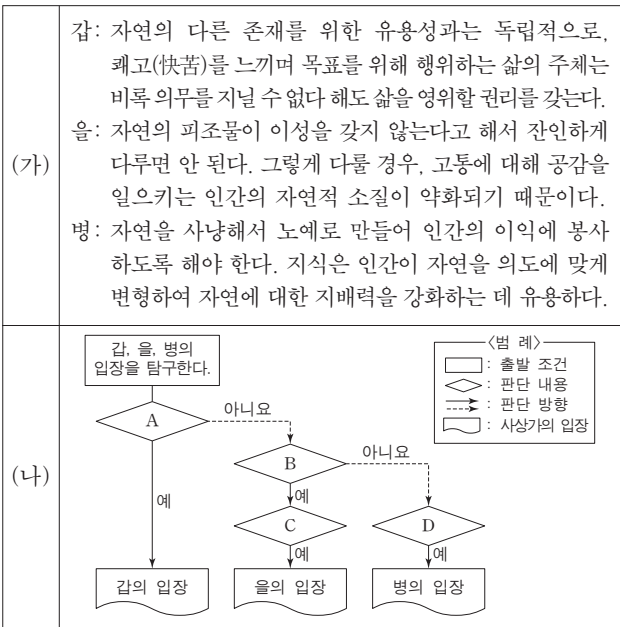 (가)
갑: 자연의 다른 존재를 위한 유용성과는 독립적으로,
쾌고(快苦)를 느끼며 목표를 위해 행위하는 삶의 주체는
비록 의무를 지닐 수 없다 해도 삶을 영위할 권리를 갖는다.
을: 자연의 피조물이 이성을 갖지 않는다고 해서 잔인하게
다루면 안 된다. 그렇게 다룰 경우, 고통에 대해 공감을
일으키는 인간의 자연적 소질이 약화되기 때문이다.
병: 자연을 사냥해서 노예로 만들어 인간의 이익에 봉사
하도록 해야 한다. 지식은 인간이 자연을 의도에 맞게
변형하여 자연에 대한 지배력을 강화하는 데 유용하다.
(나)
갑, 을, 병의
입장을 탐구한다.
〈범 례〉
: 출발 조건
: 판단 내용
: 판단 방향
: 사상가의 입장
A
아니요
B
아니요
예
예
C
D
예
예
갑의 입장
을의 입장
병의 입장